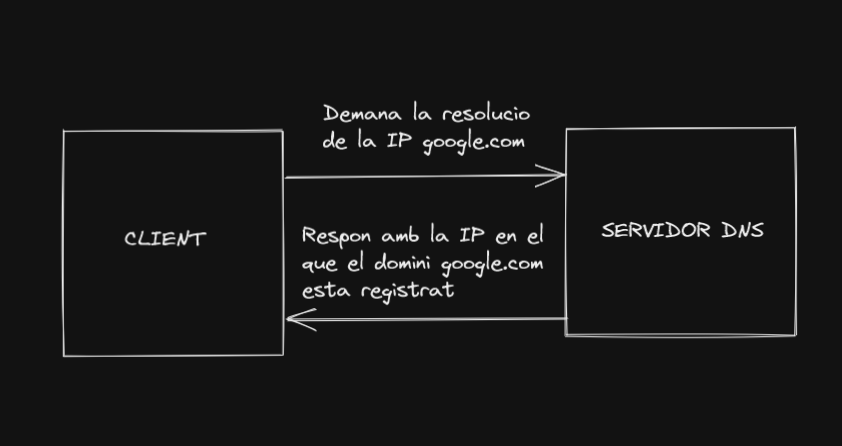 Demana la resolucio
de la IP google.com
CLIENT
SERVIDOR DNS
Respon amb la IP en el
que el domini google.com
esta registrat